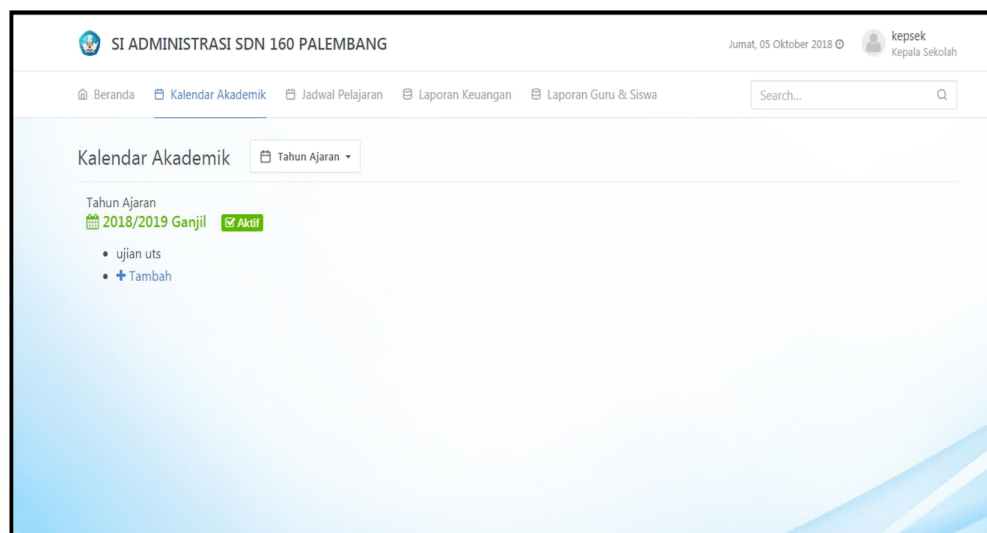 SI ADMINISTRASI SDN 160 PALEMBANG
Jumat, 05 Oktober 2018
kepsek
Kepala Sekolah
Beranda
Kalendar Akademik
Jadwal Pelajaran
Laporan Keuangan
Laporan Guru & Siswa
Search...
Kalendar Akademik
Tahun Ajaran
Tahun Ajaran
2018/2019 Ganjil
Aktif
ujian uts
Tambah